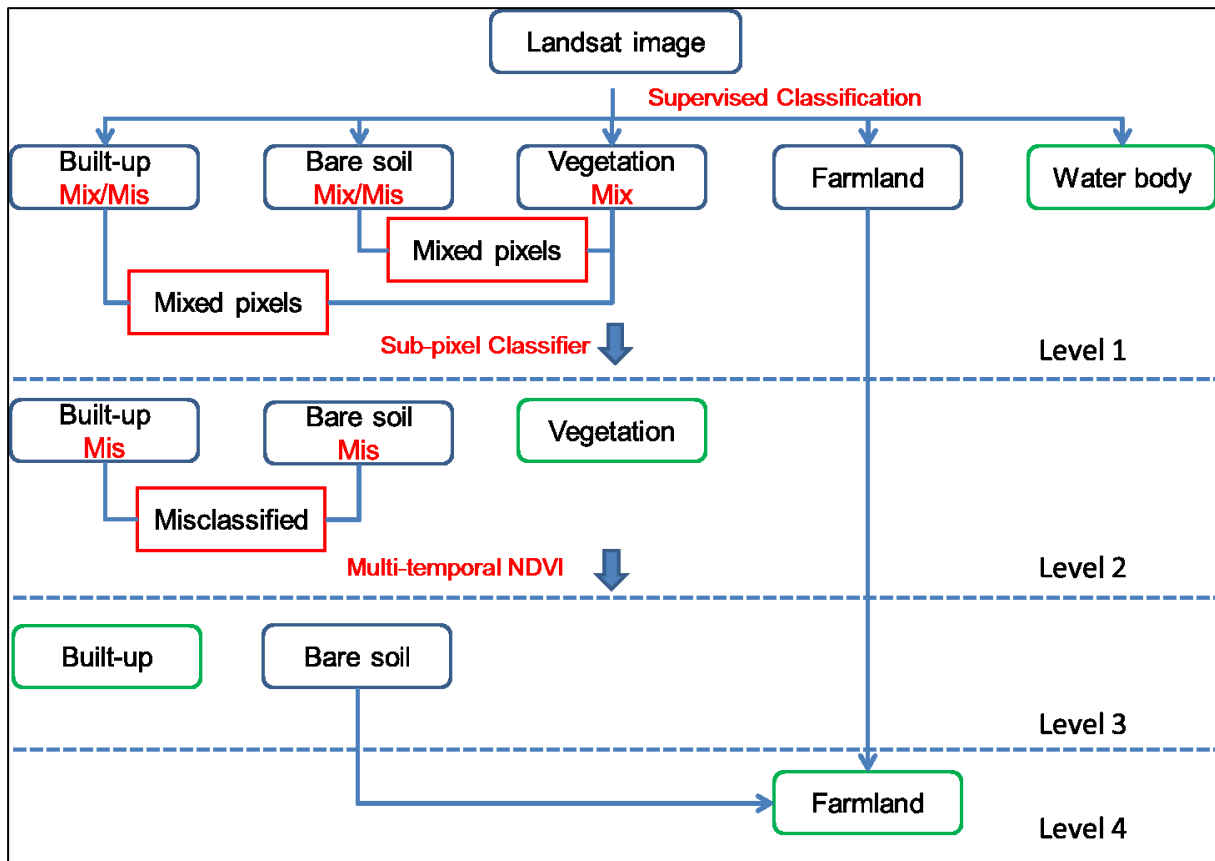 Landsat image
Supervised Classification
Built-up
Mix/Mis
Bare soil
Mix/Mis
Vegetation
Mix
Farmland
Water body
Mixed pixels
Mixed pixels
Sub-pixel Classifier
Level 1
Built-up
Mis
Bare soil
Mis
Vegetation
Misclassified
Multi-temporal NDVI
Level 2
Built-up
Bare soil
Level 3
Farmland
Level 4